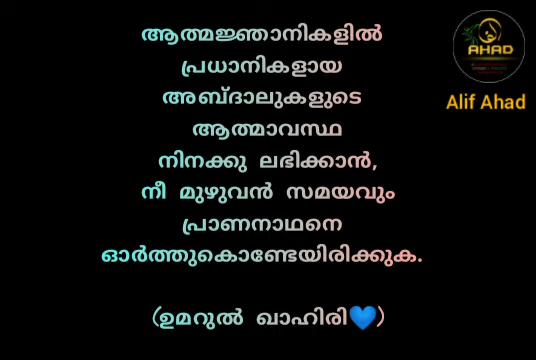 ആത്മജ്ഞാനികളിൽ
പ്രധാനികളായ
അബ്ദാലുകളുടെ
ആത്മാവസ്ഥ
നിനക്കു ലഭിക്കാൻ,
നീ മുഴുവൻ സമയവും
പ്രാണനാഥനെ
ഓർത്തുകൊണ്ടേയിരിക്കുക.
(ഉമറുൽ ഖാഹിരി💙)
AHAD
Alif Ahad